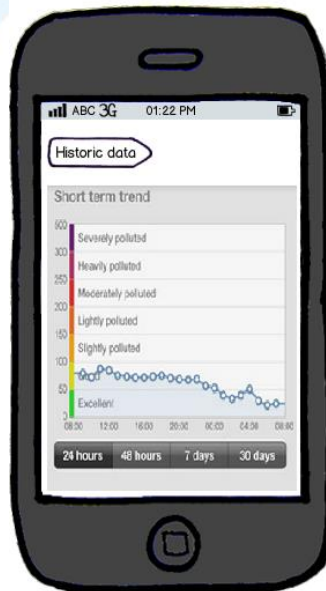 ABC 3G 01:22 PM
Historic data
Short term trend
500
Severely polluted
300
Heavily polluted
250
Moderately polluted
200
Lightly polluted
150
Slightly polluted
100
50
Excellent
0
08:00 12:00 16:00 20:00 00:00 04:00 08:00
24 hours 48 hours 7 days 30 days